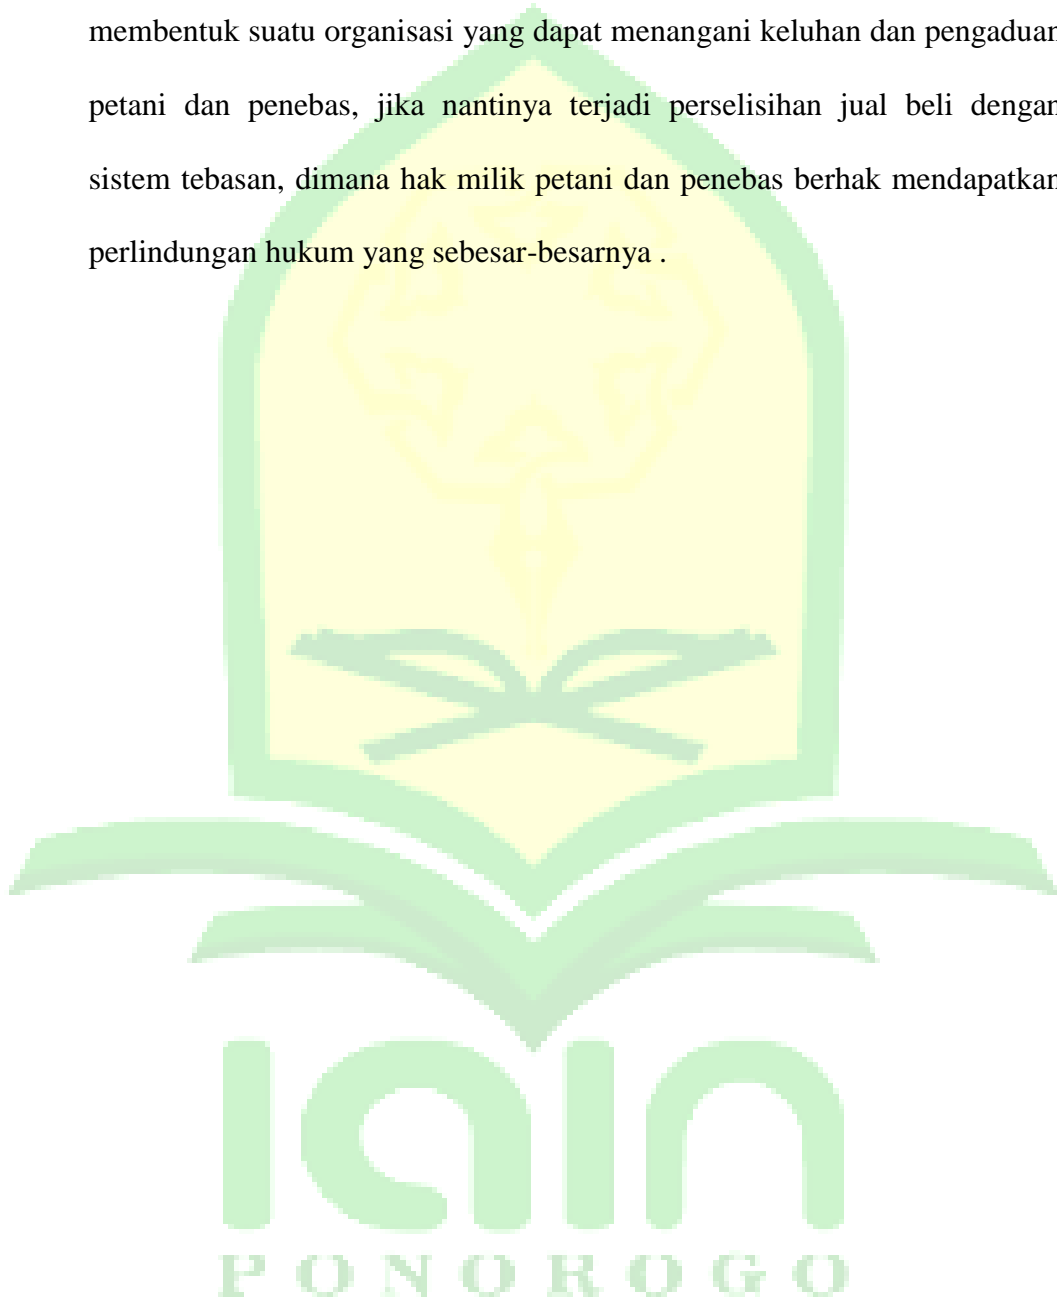 membentuk suatu organisasi yang dapat menangani keluhan dan pengaduan
petani dan penebas, jika nantinya terjadi perselisihan jual beli dengan
sistem tebasan, dimana hak milik petani dan penebas berhak mendapatkan
perlindungan hukum yang sebesar-besarnya .
iain
PONOROGO